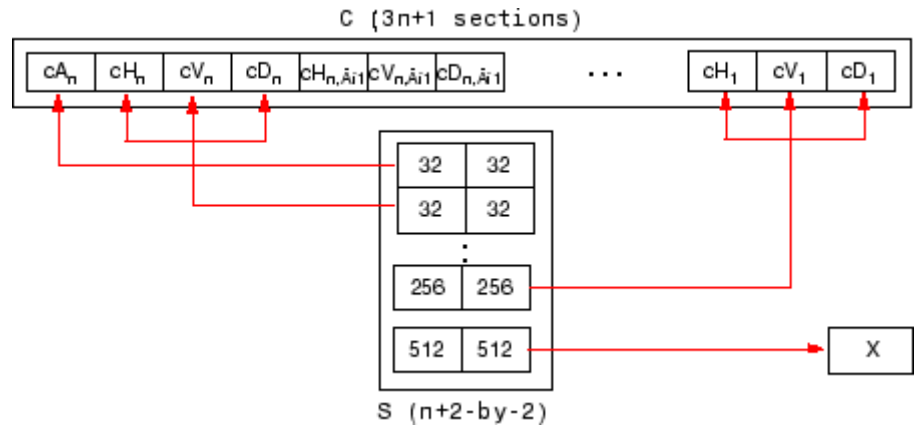 C (3n+1 sections)
cAn cHn cVn cDn cHn,Äi1 cVn,Äi1 cDn,Äi1 ... cH1 cV1 cD1
32 32
32 32
:
256 256
512 512 X
S (n+2-by-2)